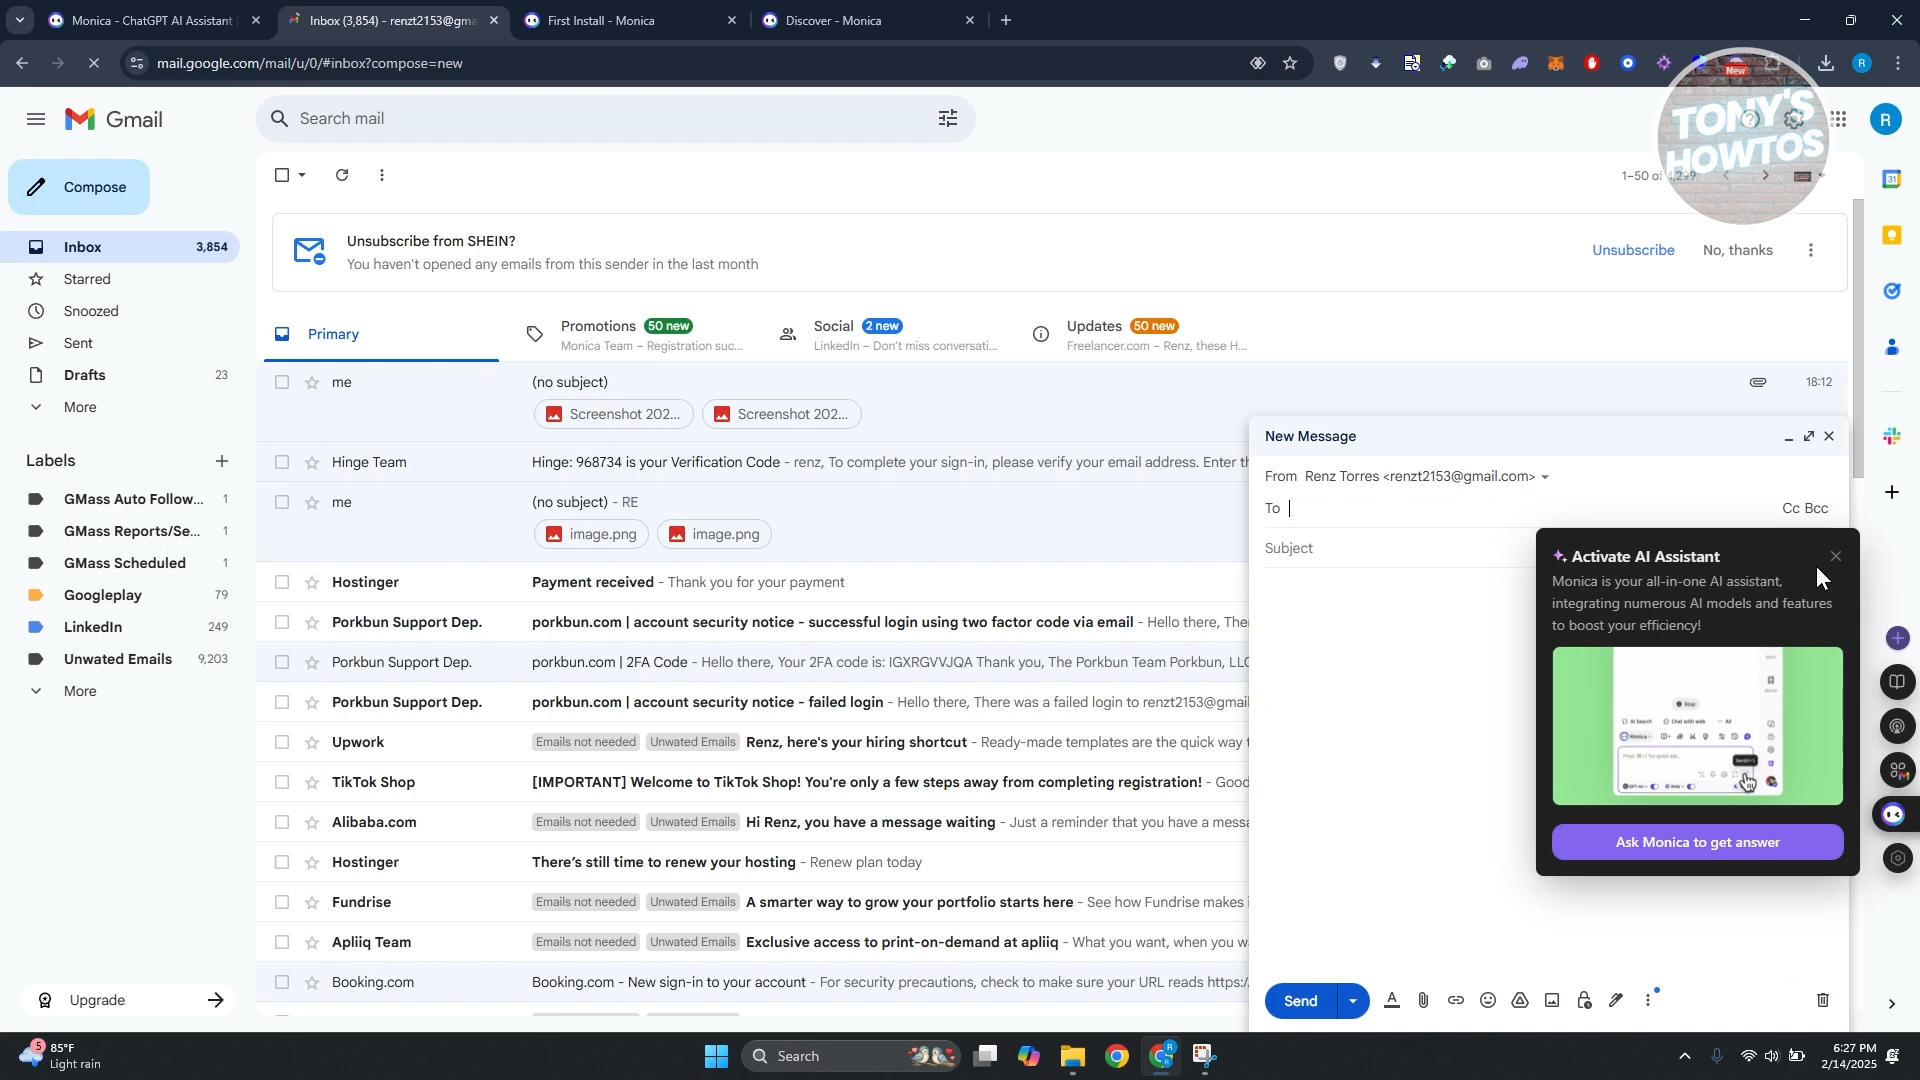 Monica - ChatGPT AI Assistant
Inbox (3,854) - renzt2153@gma
First Install - Monica
Discover - Monica
mail.google.com/mail/u/0/#inbox?compose=new
New
TONY'S
HOWTOS
Gmail
Search mail
R
Compose
1–50 of 4,299
Inbox 3,854
Starred
Snoozed
Sent
Drafts 23
More
Labels
GMass Auto Follow... 1
GMass Reports/Se... 1
GMass Scheduled 1
Googleplay 79
LinkedIn 249
Unwated Emails 9,203
More
Upgrade
Unsubscribe from SHEIN?
You haven't opened any emails from this sender in the last month
Unsubscribe No, thanks
Primary
Promotions 50 new
Monica Team – Registration suc...
Social 2 new
LinkedIn – Don't miss conversati...
Updates 50 new
Freelancer.com – Renz, these H...
me (no subject) 18:12
Screenshot 202... Screenshot 202...
Hinge Team Hinge: 968734 is your Verification Code - renz, To complete your sign-in, please verify your email address. Enter th
me (no subject) - RE
image.png image.png
Hostinger Payment received - Thank you for your payment
Porkbun Support Dep. porkbun.com | account security notice - successful login using two factor code via email - Hello there, The
Porkbun Support Dep. porkbun.com | 2FA Code - Hello there, Your 2FA code is: IGXRGVVJQA Thank you, The Porkbun Team Porkbun, LLC
Porkbun Support Dep. porkbun.com | account security notice - failed login - Hello there, There was a failed login to renzt2153@gmail
Upwork Emails not needed Unwated Emails Renz, here's your hiring shortcut - Ready-made templates are the quick way t
TikTok Shop [IMPORTANT] Welcome to TikTok Shop! You're only a few steps away from completing registration! - Good
Alibaba.com Emails not needed Unwated Emails Hi Renz, you have a message waiting - Just a reminder that you have a messa
Hostinger There's still time to renew your hosting - Renew plan today
Fundrise Emails not needed Unwated Emails A smarter way to grow your portfolio starts here - See how Fundrise makes i
Apliiq Team Emails not needed Unwated Emails Exclusive access to print-on-demand at apliiq - What you want, when you wa
Booking.com Booking.com - New sign-in to your account - For security precautions, check to make sure your URL reads https:/
New Message
From Renz Torres <renzt2153@gmail.com>
To Cc Bcc
Subject
Activate AI Assistant
Monica is your all-in-one AI assistant,
integrating numerous AI models and features
to boost your efficiency!
Stop
AI Search Chat with web All
Monica
Ask Monica to get answer
Send
5
85°F
Light rain
Search
6:27 PM
2/14/2025